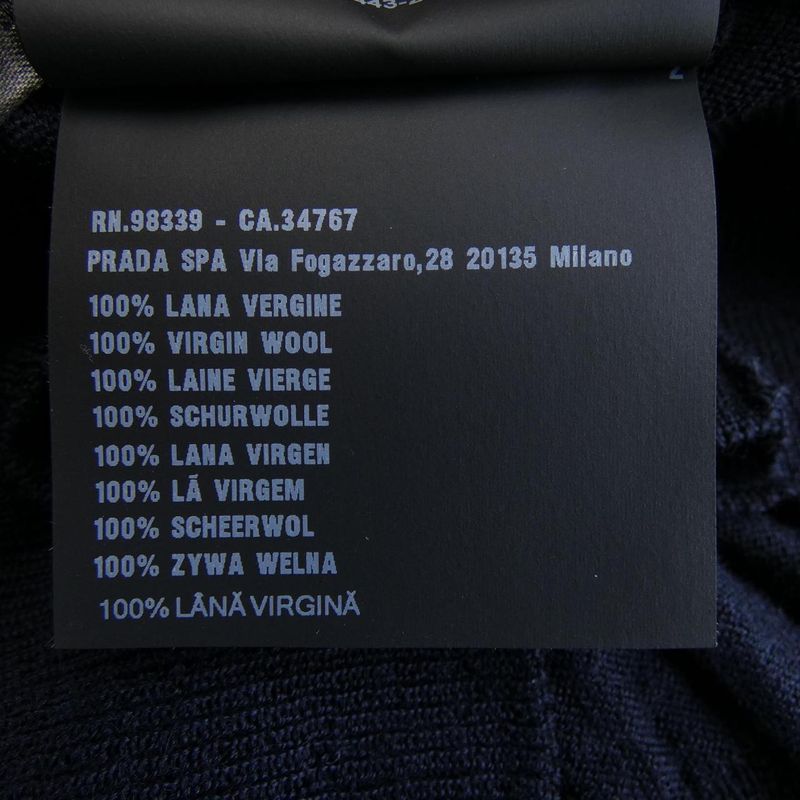 RN.98339 - CA.34767
PRADA SPA Via Fogazzaro,28 20135 Milano
100% LANA VERGINE
100% VIRGIN WOOL
100% LAINE VIERGE
100% SCHURWOLLE
100% LANA VIRGEN
100% LÃ VIRGEM
100% SCHEERWOL
100% ZYWA WELNA
100% LÂNĂ VIRGINĂ